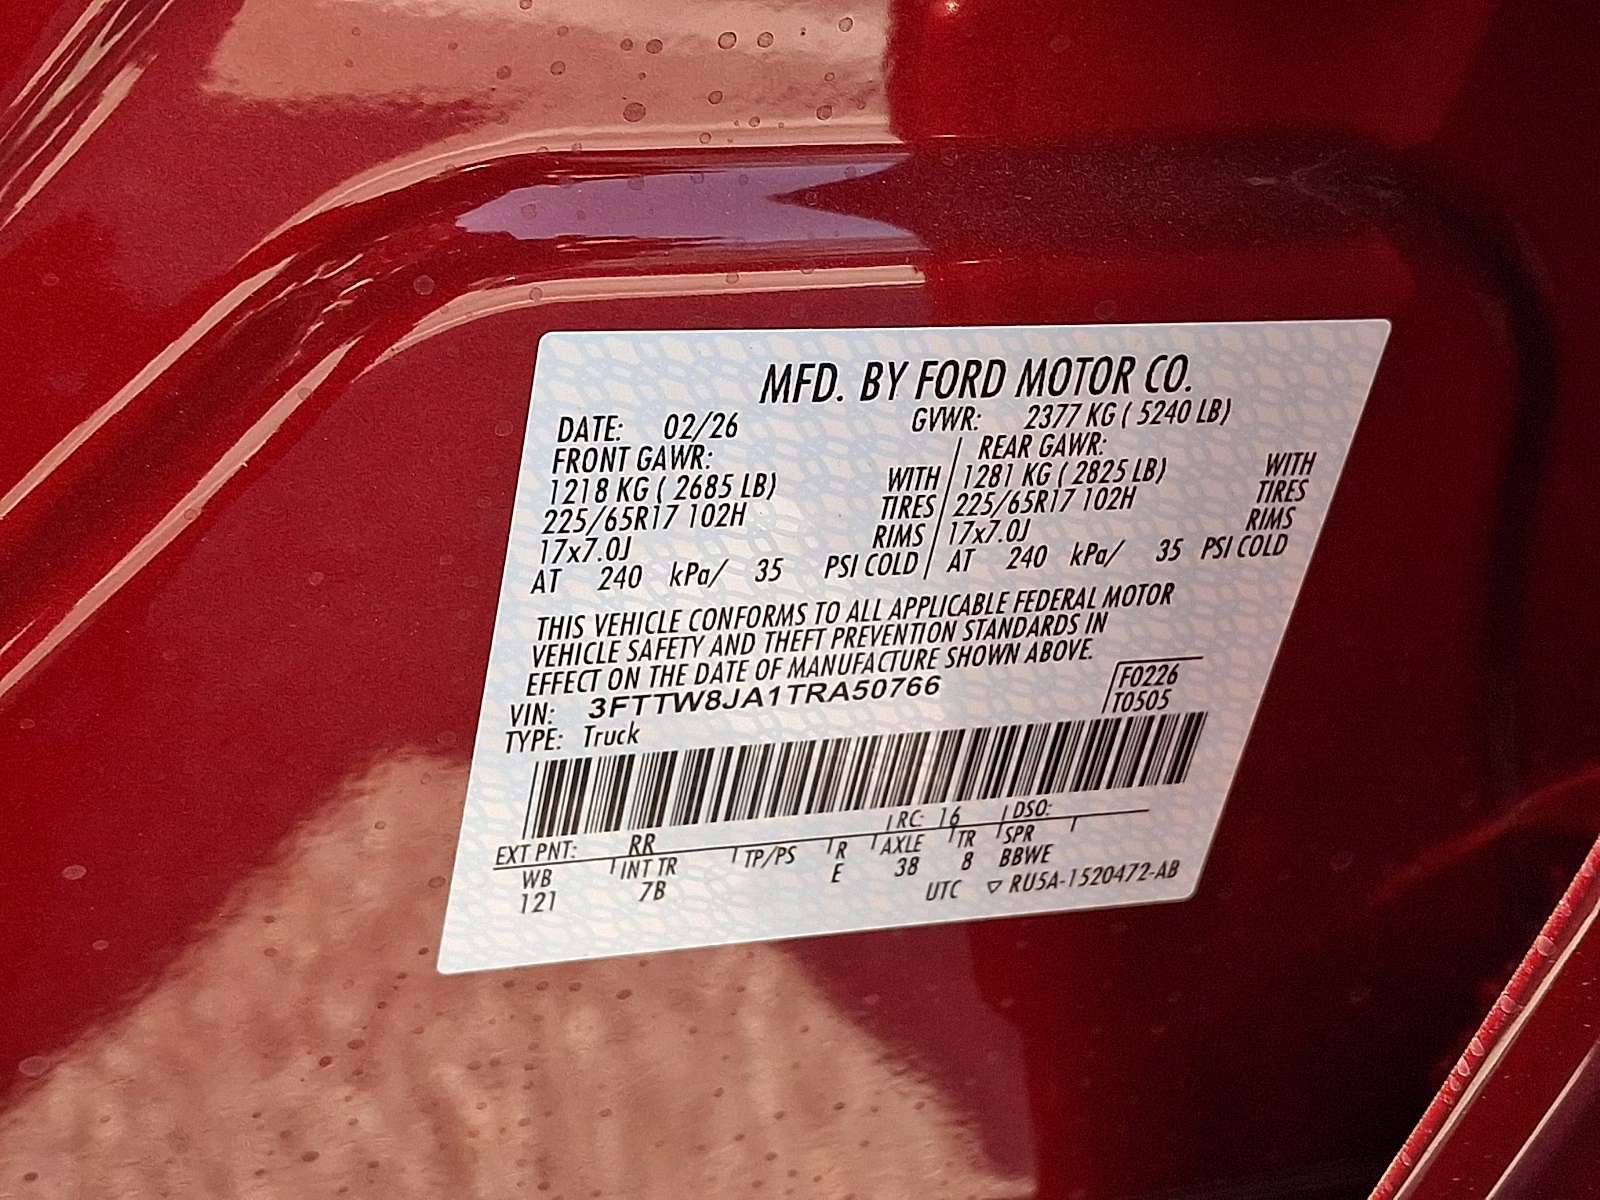 MFD. BY FORD MOTOR CO.
DATE: 02/26 GVWR: 2377 KG ( 5240 LB)
FRONT GAWR: REAR GAWR:
1218 KG ( 2685 LB) WITH 1281 KG ( 2825 LB) WITH
225/65R17 102H TIRES 225/65R17 102H TIRES
17x7.0J RIMS 17x7.0J RIMS
AT 240 kPa/ 35 PSI COLD AT 240 kPa/ 35 PSI COLD
THIS VEHICLE CONFORMS TO ALL APPLICABLE FEDERAL MOTOR
VEHICLE SAFETY AND THEFT PREVENTION STANDARDS IN
EFFECT ON THE DATE OF MANUFACTURE SHOWN ABOVE.
VIN: 3FTTW8JA1TRA50766 F0226
TYPE: Truck T0505
EXT PNT: RR RC: 16 DSO:
WB INT TR TP/PS R AXLE TR SPR
121 7B E 38 8 BBWE
UTC ▽ RU5A-1520472-AB